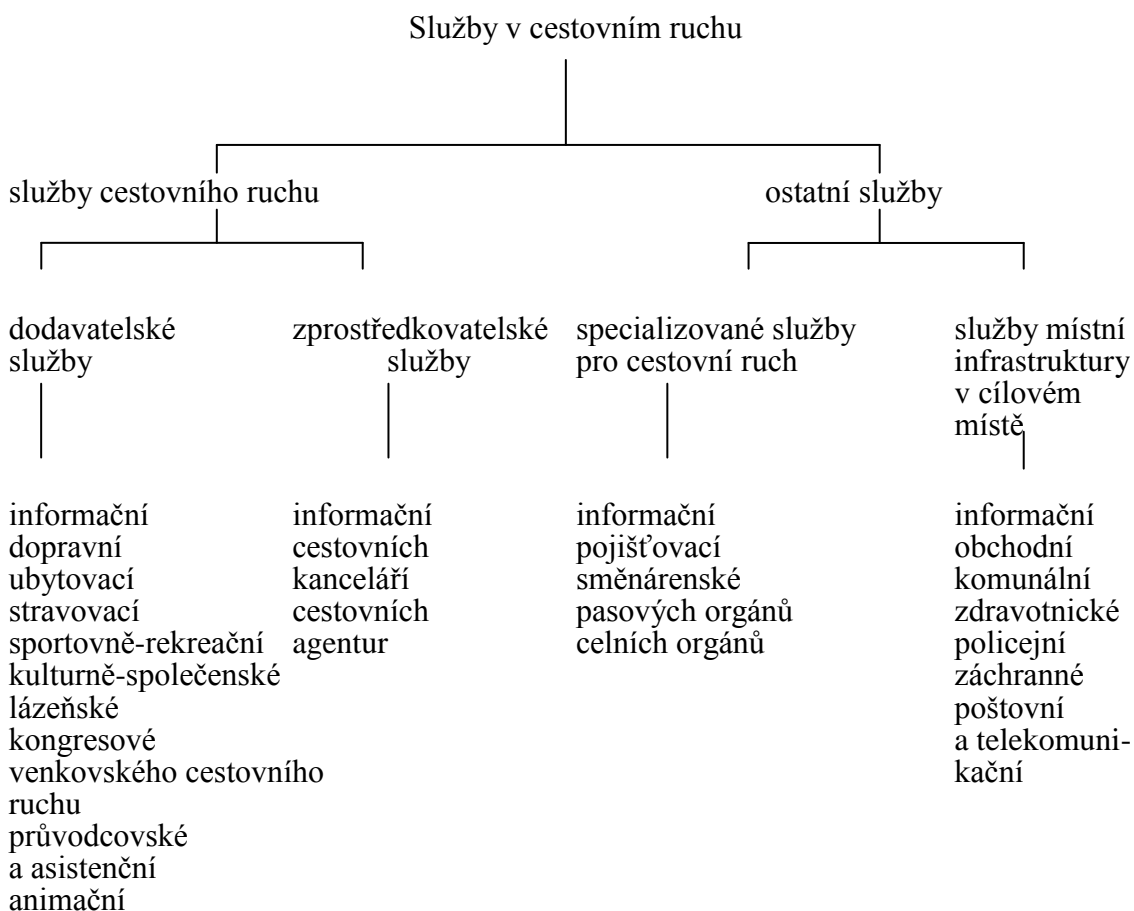 Služby v cestovním ruchu
služby cestovního ruchu
ostatní služby
dodavatelské
služby
zprostředkovatelské
služby
specializované služby
pro cestovní ruch
služby místní
infrastruktury
v cílovém
místě
informační
dopravní
ubytovací
stravovací
sportovně-rekreační
kulturně-společenské
lázeňské
kongresové
venkovského cestovního
ruchu
průvodcovské
a asistenční
animační
informační
cestovních
kanceláří
cestovních
agentur
informační
pojišťovací
směnárenské
pasových orgánů
celních orgánů
informační
obchodní
komunální
zdravotnické
policejní
záchranné
poštovní
a telekomuni-
kační